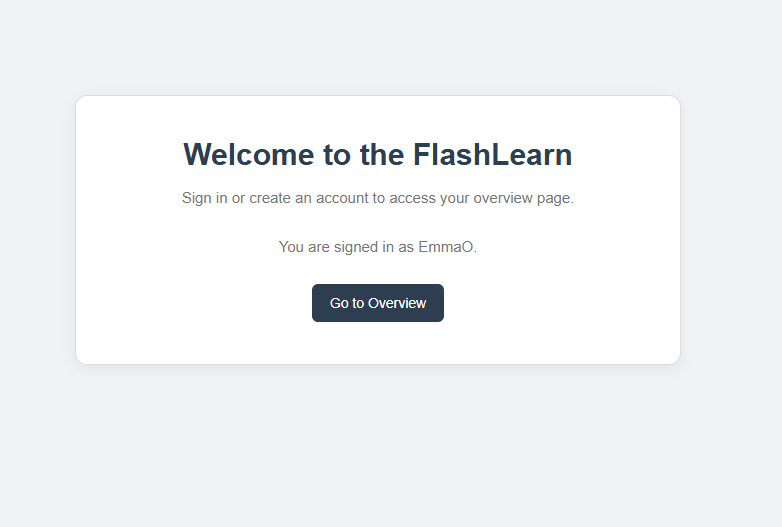 Welcome to the FlashLearn
Sign in or create an account to access your overview page.
You are signed in as EmmaO.
Go to Overview